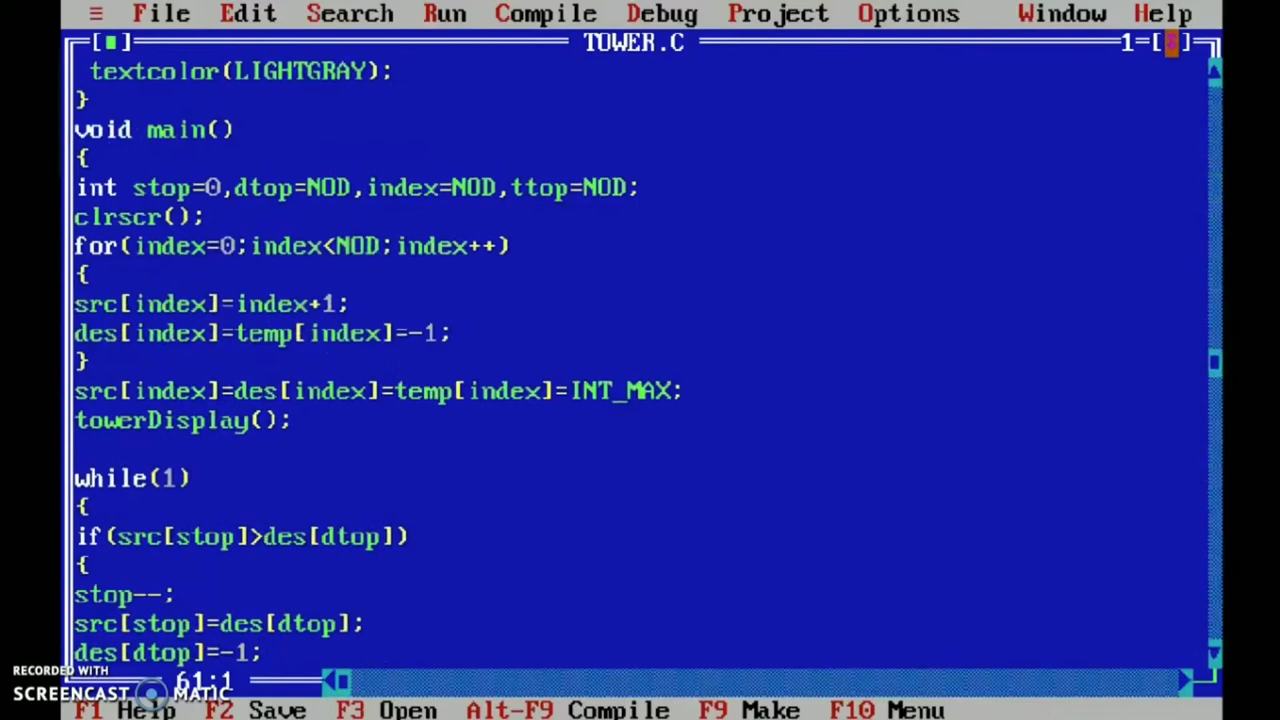 ≡ File Edit Search Run Compile Debug Project Options Window Help
[■] TOWER.C 1=[↕]
textcolor(LIGHTGRAY);
}
void main()
{
int stop=0,dtop=NOD,index=NOD,ttop=NOD;
clrscr();
for(index=0;index<NOD;index++)
{
src[index]=index+1;
des[index]=temp[index]=-1;
}
src[index]=des[index]=temp[index]=INT_MAX;
towerDisplay();
while(1)
{
if(src[stop]>des[dtop])
{
stop--;
src[stop]=des[dtop];
des[dtop]=-1;
61:1
RECORDED WITH
SCREENCAST MATIC
F1 Help F2 Save F3 Open Alt-F9 Compile F9 Make F10 Menu